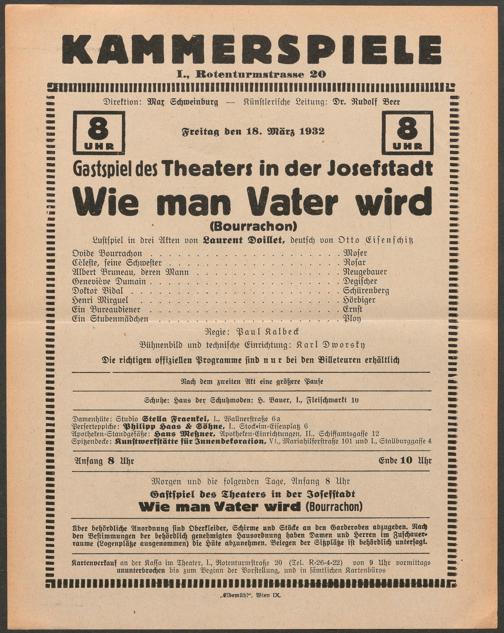 KAMMERSPIELE
I., Rotenturmstrasse 20
Direktion: Max Schweinburg — Künstlerische Leitung: Dr. Rudolf Beer
8 UHR
Freitag den 18. März 1932
8 UHR
Gastspiel des Theaters in der Josefstadt
Wie man Vater wird
(Bourrachon)
Lustspiel in drei Akten von Laurent Doillet, deutsch von Otto Eisenschitz
Ovide Bourrachon . . . . . . . . . . Moser
Céleste, seine Schwester . . . . . . . . . . Rosar
Albert Bruneau, deren Mann . . . . . . . . . . Neugebauer
Geneviève Dumain . . . . . . . . . . Degischer
Doktor Vidal . . . . . . . . . . Schürenberg
Henri Mirguel . . . . . . . . . . Hörbiger
Ein Bureaudiener . . . . . . . . . . Ernst
Ein Stubenmädchen . . . . . . . . . . Ploy
Regie: Paul Kalbeck
Bühnenbild und technische Einrichtung: Karl Dworsky
Die richtigen offiziellen Programme sind nur bei den Billeteuren erhältlich
Nach dem zweiten Akt eine größere Pause
Schuhe: Haus der Schuhmoden: H. Bauer, I., Fleischmarkt 10
Damenhüte: Studio Stella Fraenkel, I., Wallnerstraße 6a
Perserteppiche: Philipp Haas & Söhne, I., Stock-im-Eisenplatz 6
Apotheken-Standgefäße: Hans Meßner, Apotheken-Einrichtungen, II., Schiffamtsgasse 12
Spitzendecke: Kunstwerkstätte für Innendekoration, VI., Mariahilferstraße 101 und I., Stallburggasse 4
Anfang 8 Uhr
Ende 10 Uhr
Morgen und die folgenden Tage, Anfang 8 Uhr
Gastspiel des Theaters in der Josefstadt
Wie man Vater wird (Bourrachon)
Über behördliche Anordnung sind Oberkleider, Schirme und Stöcke an den Garderoben abzugeben. Nach
den Bestimmungen der behördlich genehmigten Hausordnung haben Damen und Herren im Zuschauer-
raume (Logenplätze ausgenommen) die Hüte abzunehmen. Belegen der Sitzplätze ist behördlich untersagt.
Kartenverkauf an der Kassa im Theater, I., Rotenturmstraße 20 (Tel. R-26-4-22) von 9 Uhr vormittags
ununterbrochen bis zum Beginn der Vorstellung, und in sämtlichen Kartenbüros
„Elbemühl“, Wien IX.